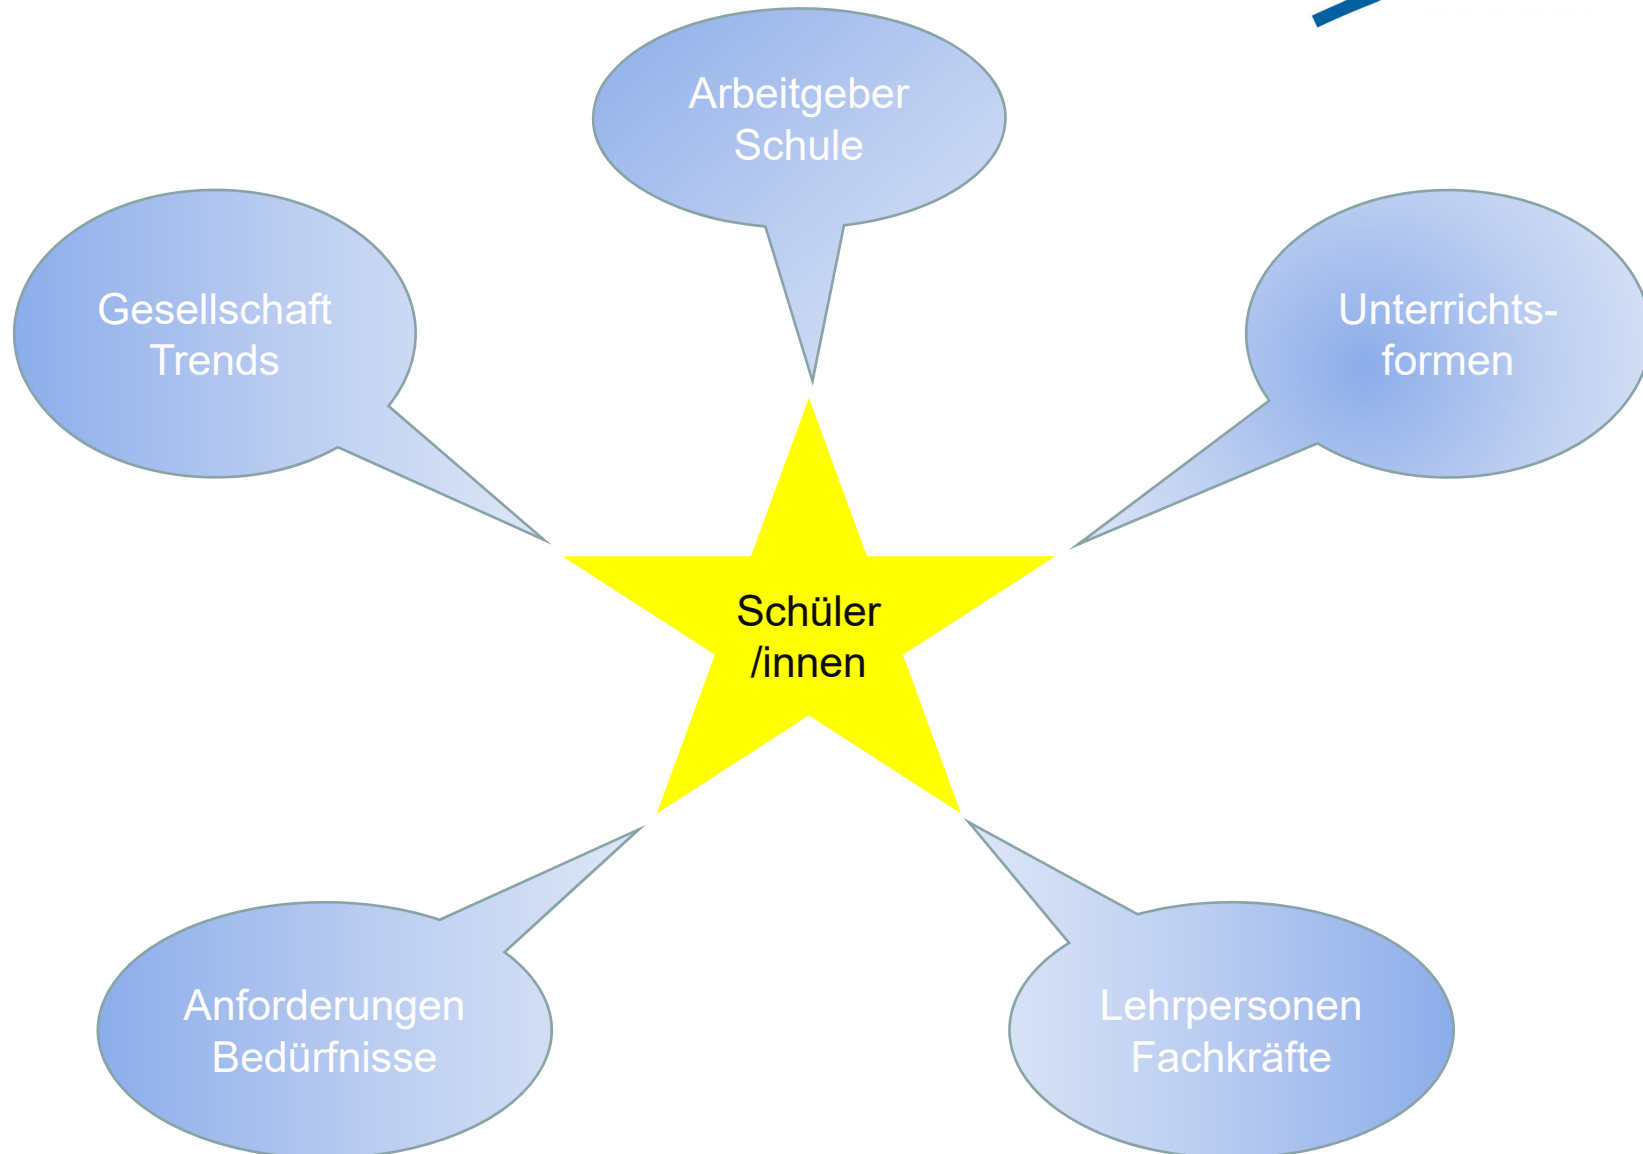 Arbeitgeber
Schule
Gesellschaft
Trends
Unterrichts-
formen
Schüler
/innen
Anforderungen
Bedürfnisse
Lehrpersonen
Fachkräfte